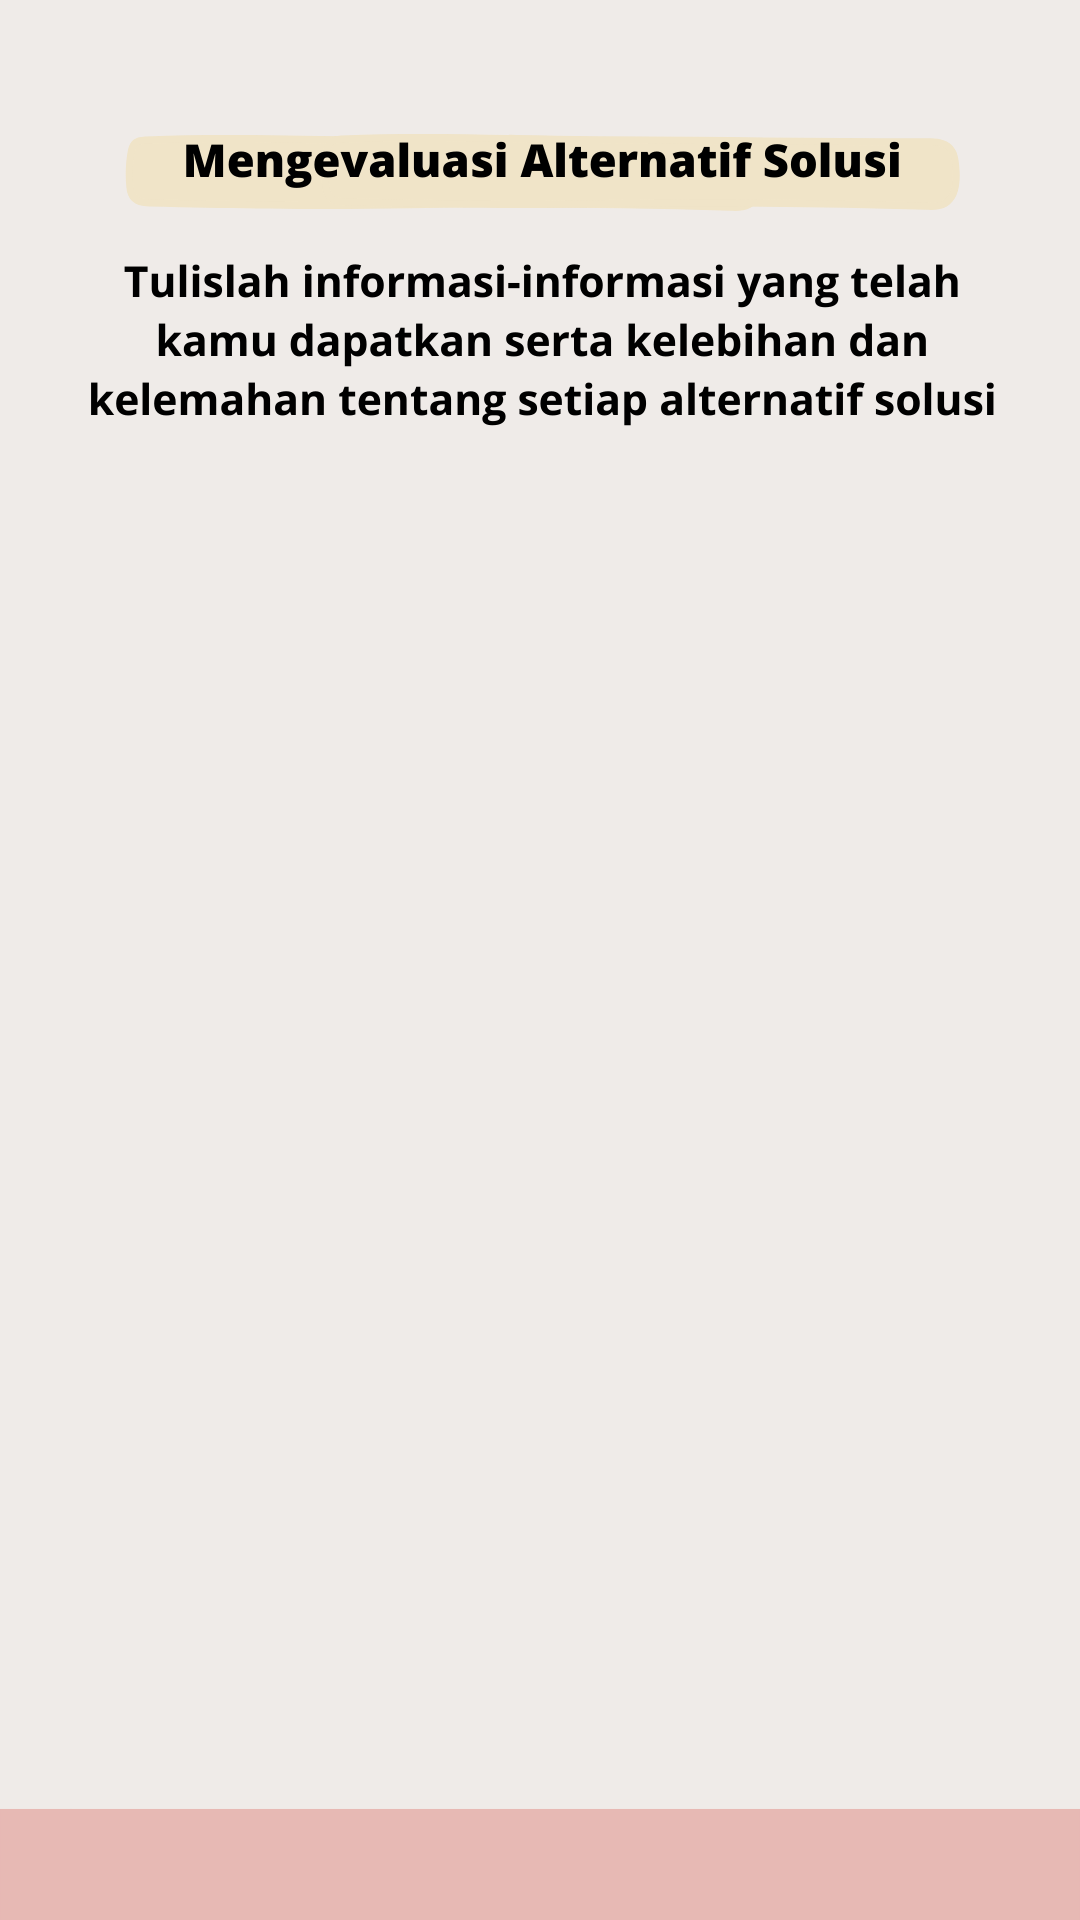 Mengevaluasi Alternatif Solusi
Tulislah informasi-informasi yang telah
kamu dapatkan serta kelebihan dan
kelemahan tentang setiap alternatif solusi